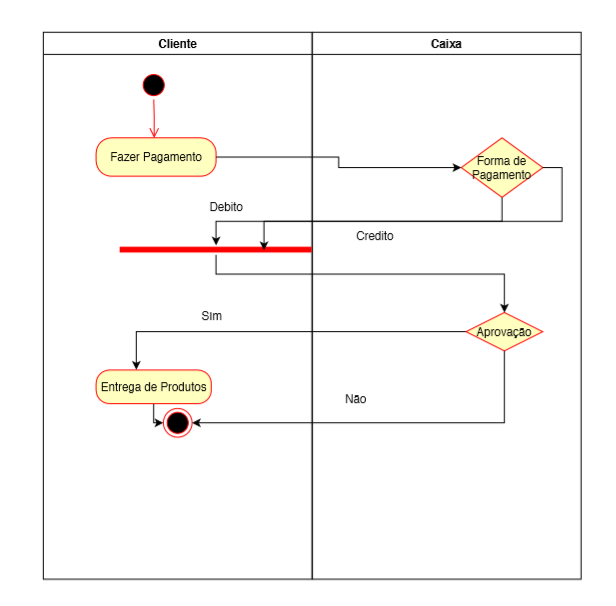 Cliente
Caixa
Fazer Pagamento
Forma de
Pagamento
Debito
Credito
Sim
Aprovação
Entrega de Produtos
Não